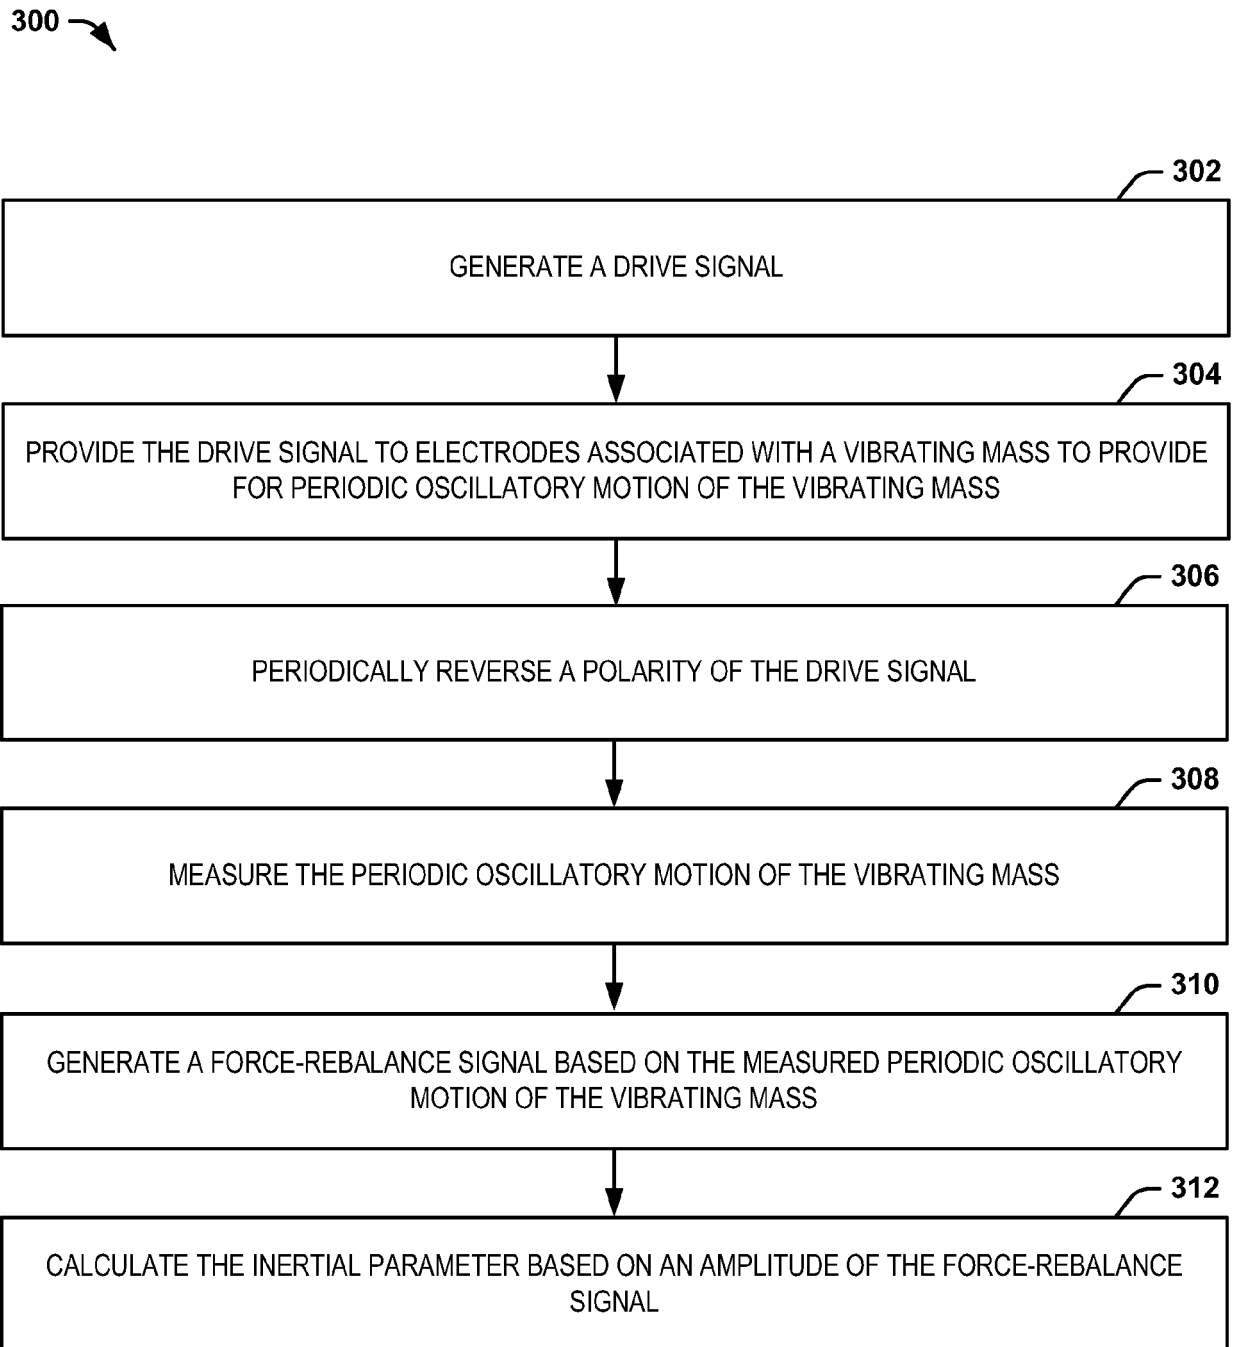 300
302
GENERATE A DRIVE SIGNAL
304
PROVIDE THE DRIVE SIGNAL TO ELECTRODES ASSOCIATED WITH A VIBRATING MASS TO PROVIDE
FOR PERIODIC OSCILLATORY MOTION OF THE VIBRATING MASS
306
PERIODICALLY REVERSE A POLARITY OF THE DRIVE SIGNAL
308
MEASURE THE PERIODIC OSCILLATORY MOTION OF THE VIBRATING MASS
310
GENERATE A FORCE-REBALANCE SIGNAL BASED ON THE MEASURED PERIODIC OSCILLATORY
MOTION OF THE VIBRATING MASS
312
CALCULATE THE INERTIAL PARAMETER BASED ON AN AMPLITUDE OF THE FORCE-REBALANCE
SIGNAL